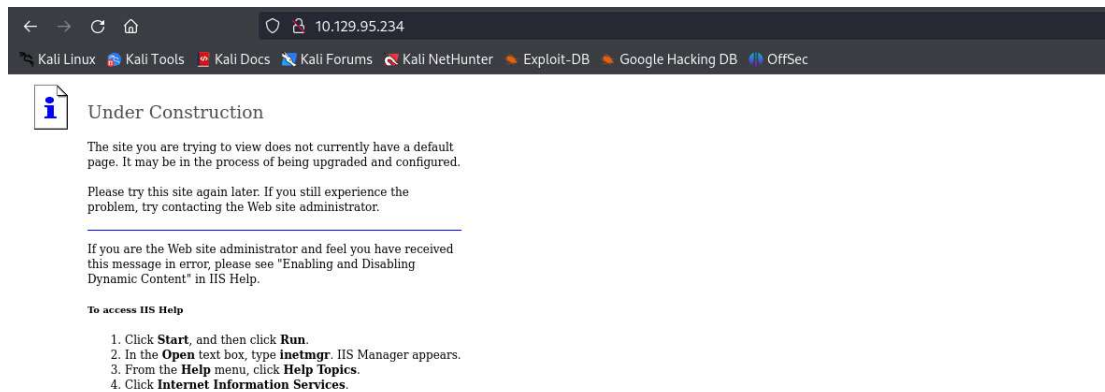 10.129.95.234
Kali Linux Kali Tools Kali Docs Kali Forums Kali NetHunter Exploit-DB Google Hacking DB OffSec
Under Construction
The site you are trying to view does not currently have a default
page. It may be in the process of being upgraded and configured.
Please try this site again later. If you still experience the
problem, try contacting the Web site administrator.
If you are the Web site administrator and feel you have received
this message in error, please see "Enabling and Disabling
Dynamic Content" in IIS Help.
To access IIS Help
1. Click Start, and then click Run.
2. In the Open text box, type inetmgr. IIS Manager appears.
3. From the Help menu, click Help Topics.
4. Click Internet Information Services.